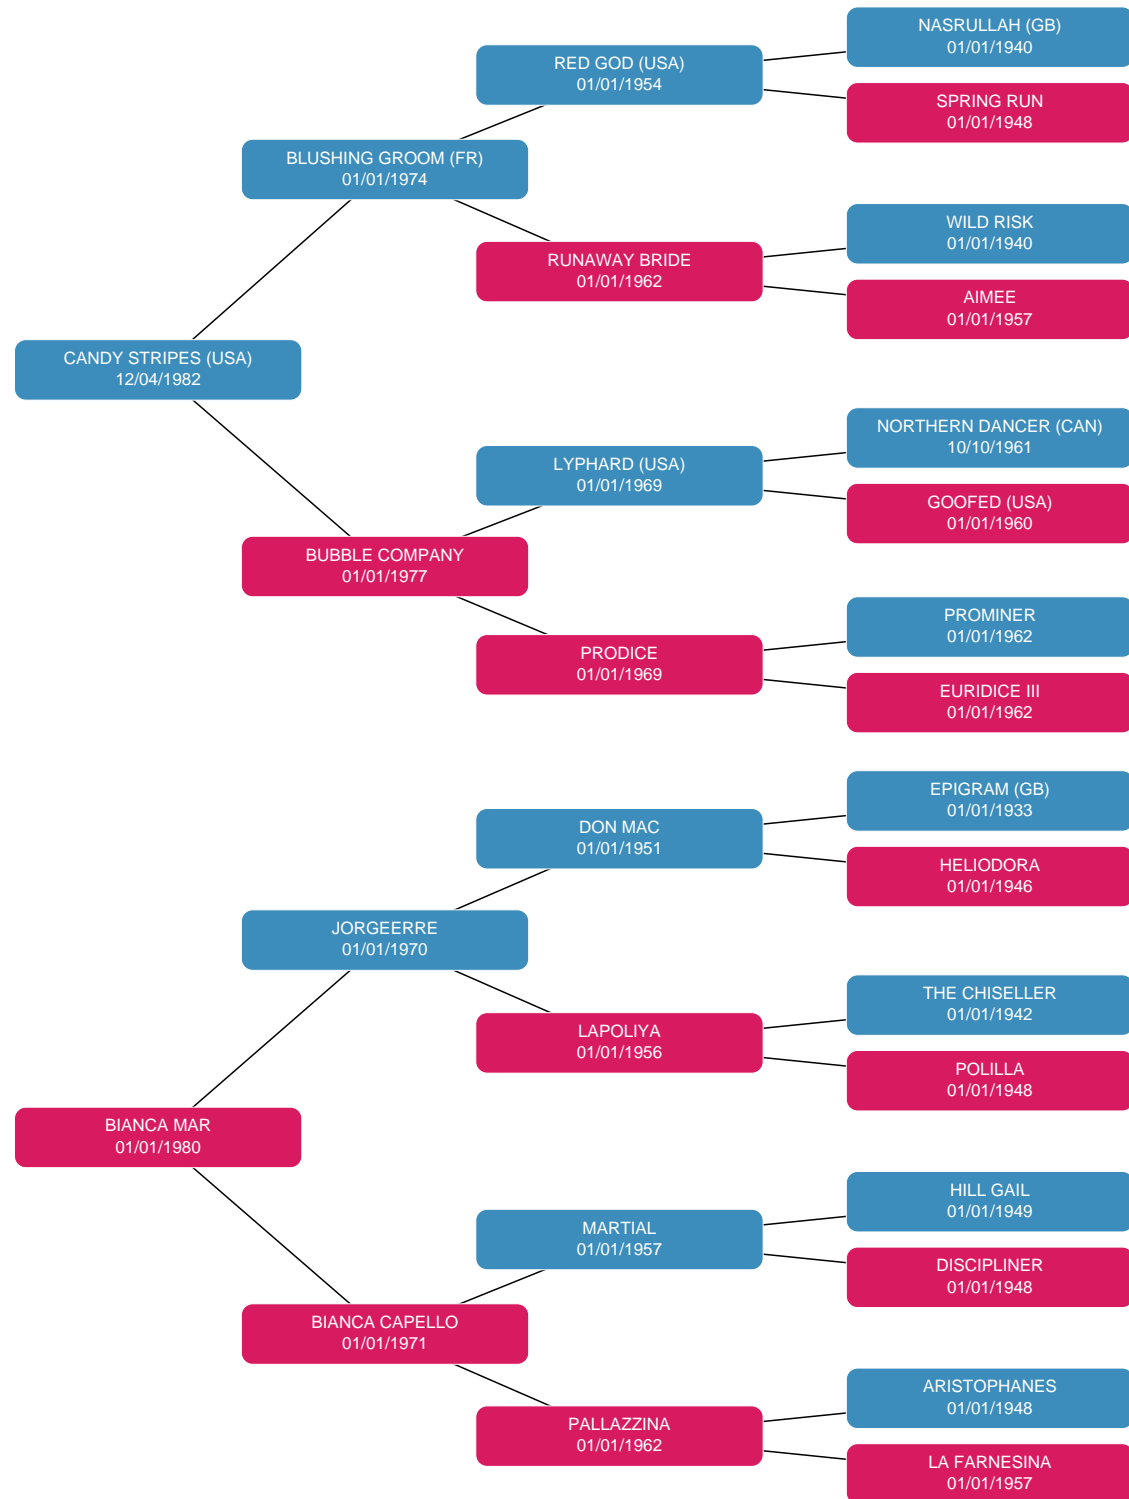 NASRULLAH (GB)
01/01/1940
RED GOD (USA)
01/01/1954
SPRING RUN
01/01/1948
BLUSHING GROOM (FR)
01/01/1974
WILD RISK
01/01/1940
RUNAWAY BRIDE
01/01/1962
AIMEE
01/01/1957
CANDY STRIPES (USA)
12/04/1982
NORTHERN DANCER (CAN)
10/10/1961
LYPHARD (USA)
01/01/1969
GOOFED (USA)
01/01/1960
BUBBLE COMPANY
01/01/1977
PROMINER
01/01/1962
PRODICE
01/01/1969
EURIDICE III
01/01/1962
EPIGRAM (GB)
01/01/1933
DON MAC
01/01/1951
HELIODORA
01/01/1946
JORGEERRE
01/01/1970
THE CHISELLER
01/01/1942
LAPOLIYA
01/01/1956
POLILLA
01/01/1948
BIANCA MAR
01/01/1980
HILL GAIL
01/01/1949
MARTIAL
01/01/1957
DISCIPLINER
01/01/1948
BIANCA CAPELLO
01/01/1971
ARISTOPHANES
01/01/1948
PALLAZZINA
01/01/1962
LA FARNESINA
01/01/1957